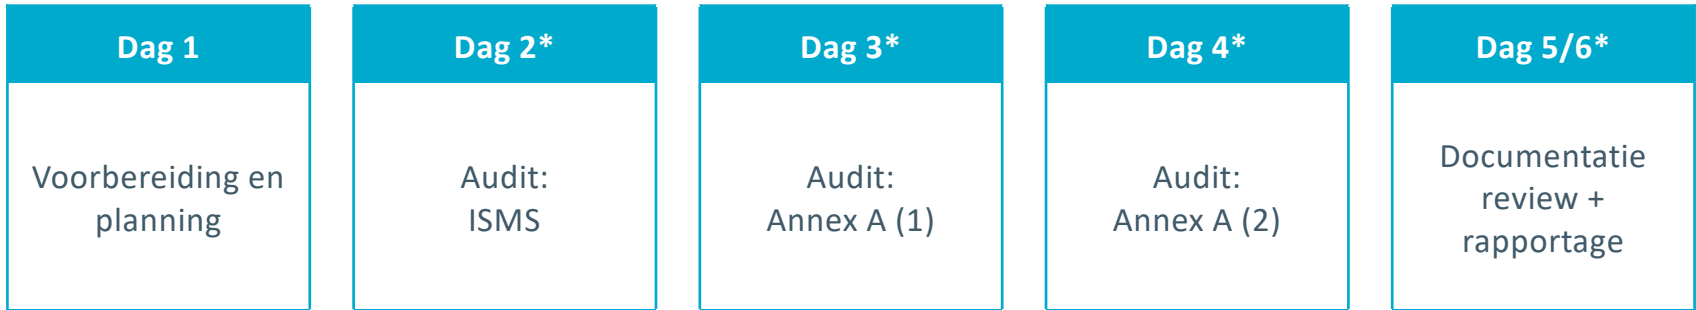 Dag 1
Voorbereiding en
planning
Dag 2*
Audit:
ISMS
Dag 3*
Audit:
Annex A (1)
Dag 4*
Audit:
Annex A (2)
Dag 5/6*
Documentatie
review +
rapportage